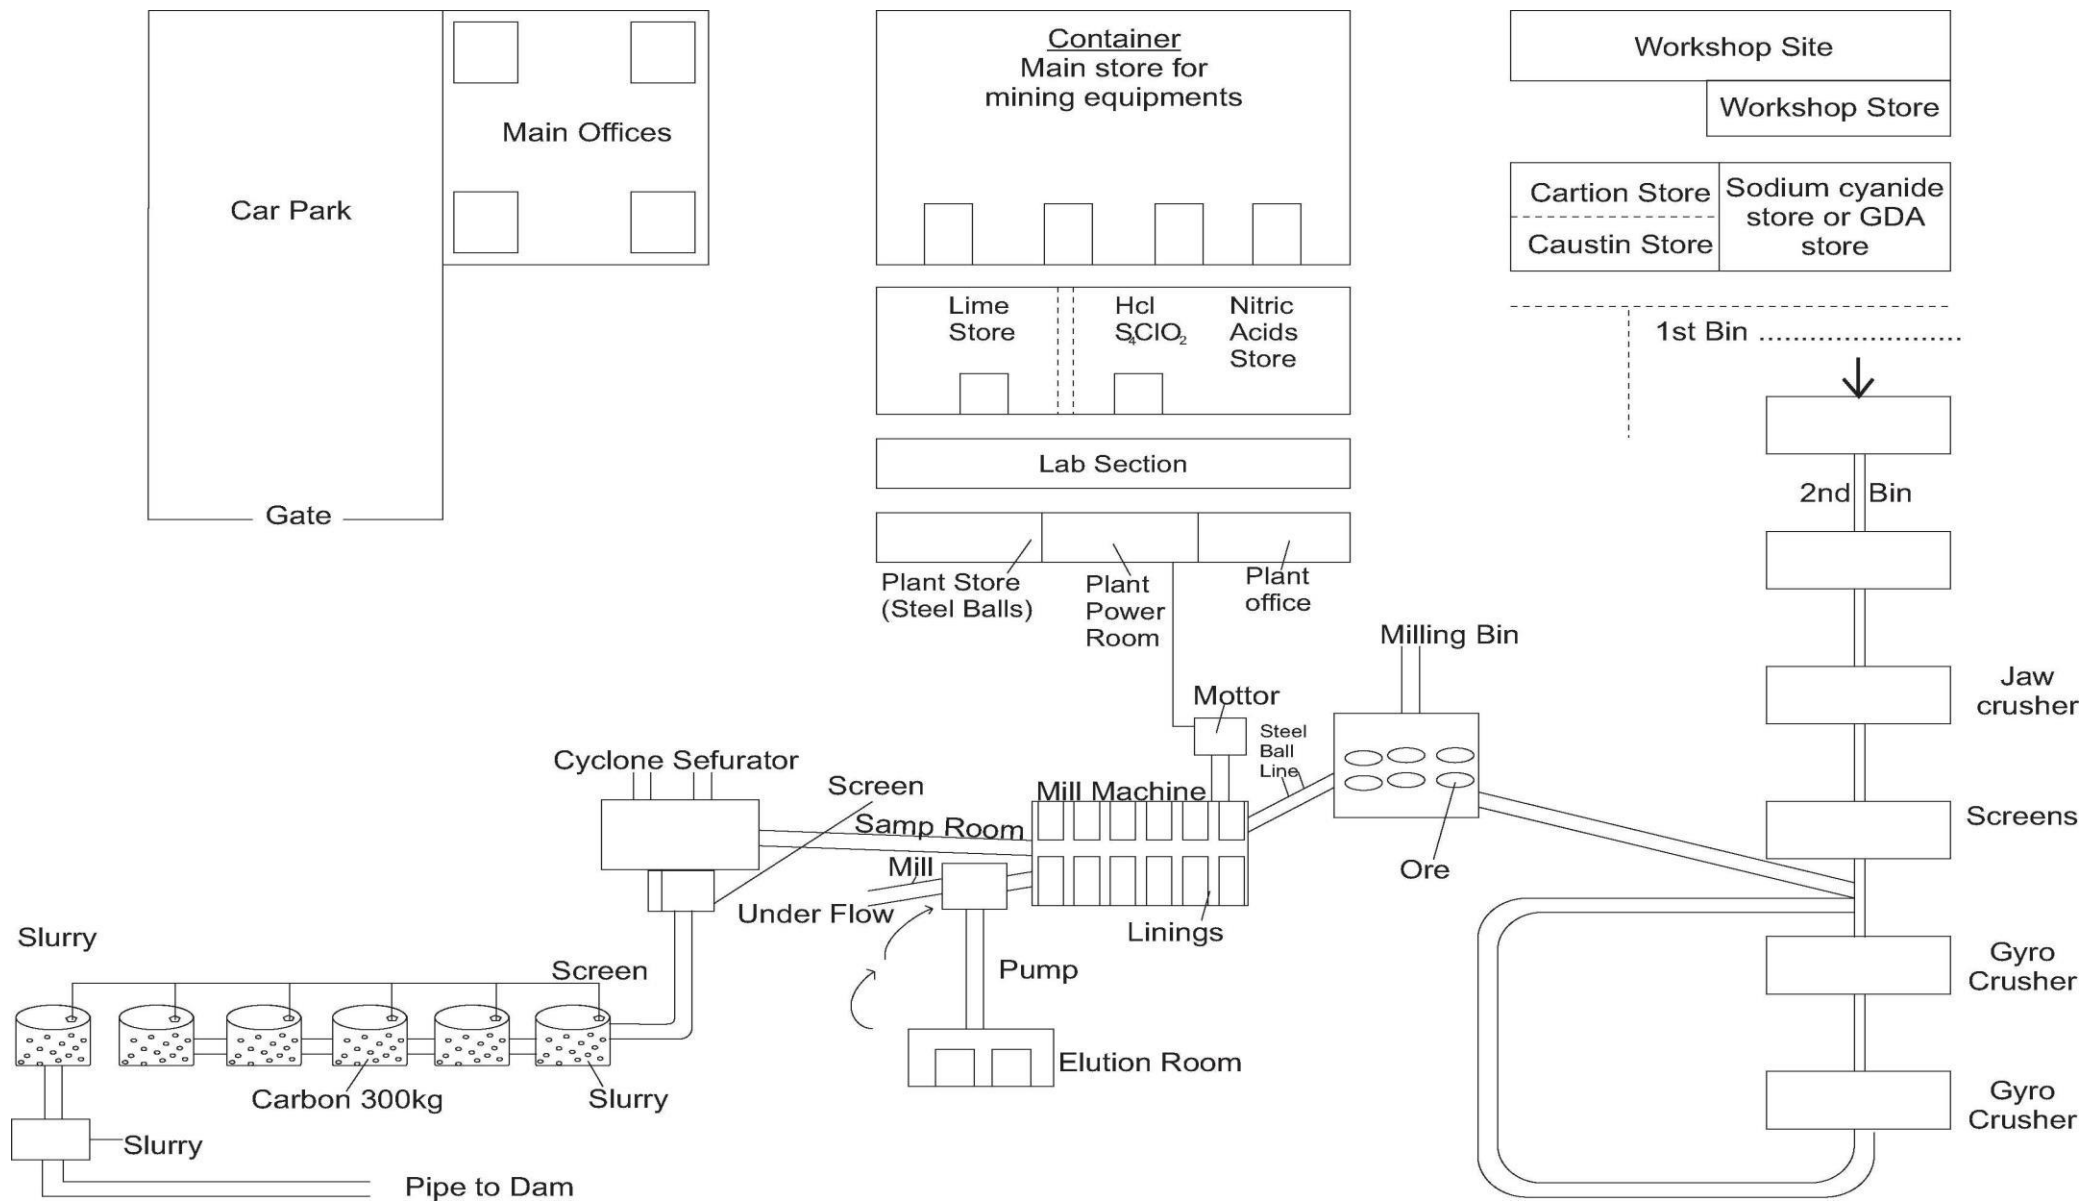 Container
Main store for
mining equipments
Main Offices
Car Park
Gate
Workshop Site
Workshop Store
Cartion Store
Caustin Store
Sodium cyanide
store or GDA
store
Lime
Store
Hcl
S₄ClO₂
Nitric
Acids
Store
1st Bin
Lab Section
2nd Bin
Plant Store
(Steel Balls)
Plant
Power
Room
Plant
office
Milling Bin
Jaw
crusher
Mottor
Steel
Ball
Line
Cyclone Sefurator
Screen
Mill Machine
Samp Room
Screens
Mill
Ore
Under Flow
Linings
Slurry
Screen
Pump
Gyro
Crusher
Elution Room
Carbon 300kg
Slurry
Gyro
Crusher
Slurry
Pipe to Dam